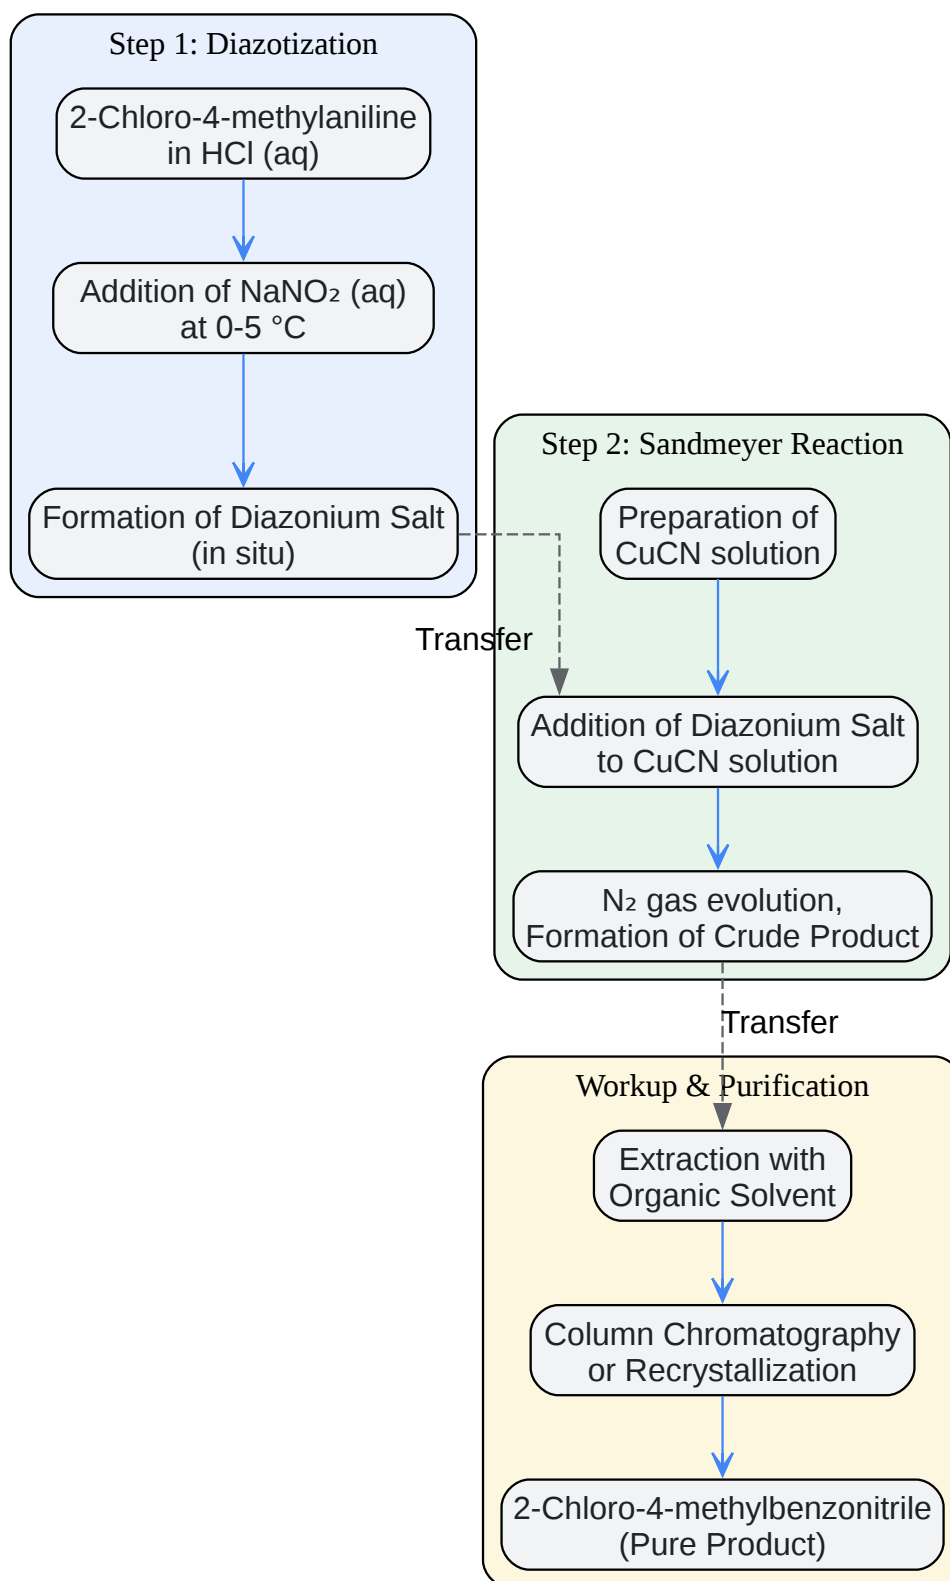 Step 1: Diazotization
2-Chloro-4-methylaniline
in HCl (aq)
Addition of NaNO₂ (aq)
at 0-5 °C
Formation of Diazonium Salt
(in situ)
Transfer
Step 2: Sandmeyer Reaction
Preparation of
CuCN solution
Addition of Diazonium Salt
to CuCN solution
N₂ gas evolution,
Formation of Crude Product
Transfer
Workup & Purification
Extraction with
Organic Solvent
Column Chromatography
or Recrystallization
2-Chloro-4-methylbenzonitrile
(Pure Product)